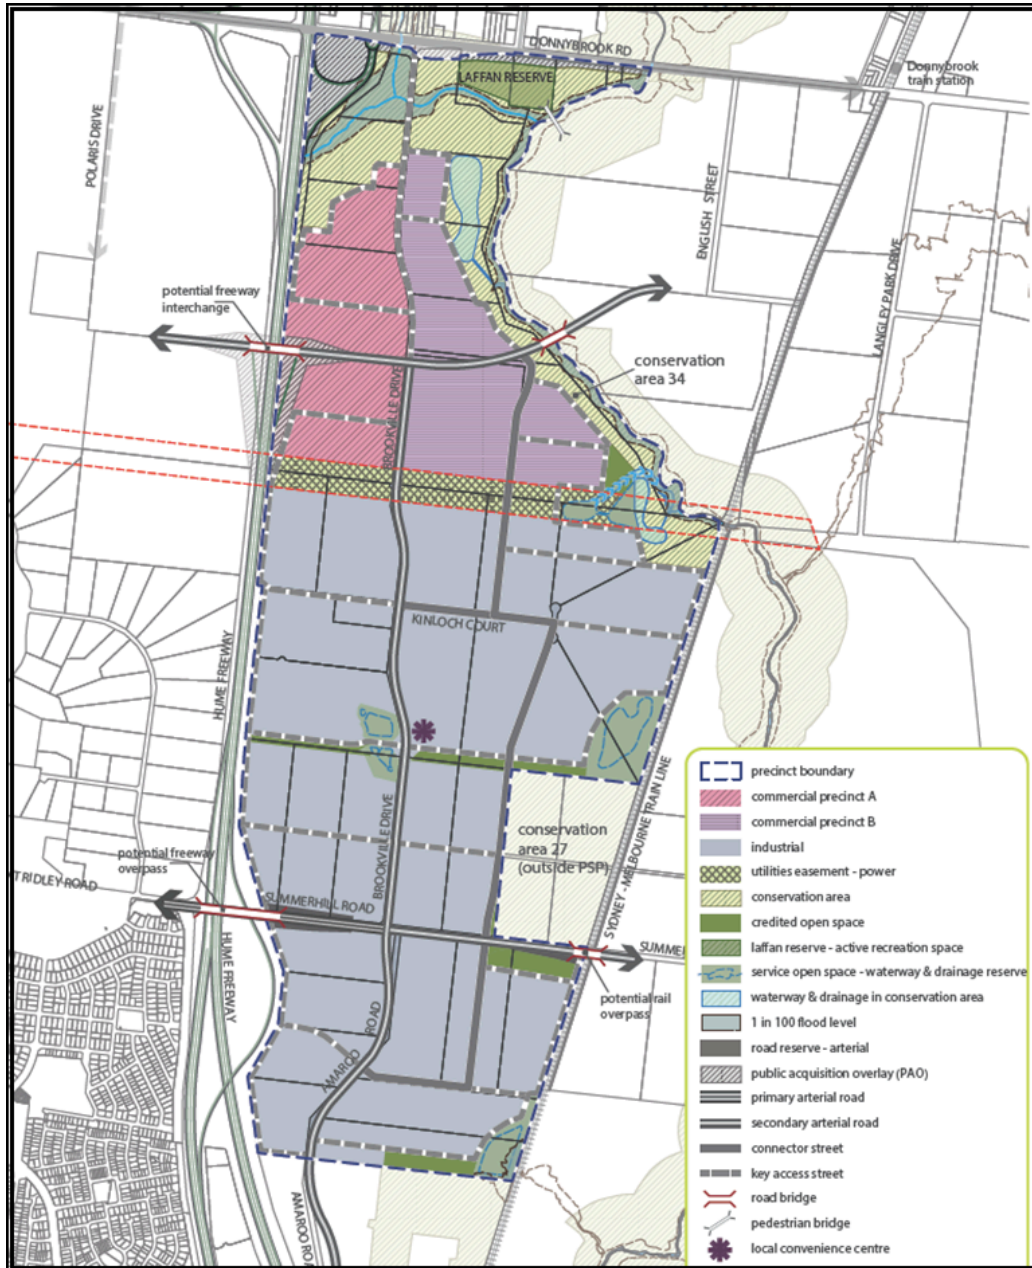 DONNYBROOK RD
Donnybrook
train station
LAFFAN RESERVE
POLARIS DRIVE
ENGLISH STREET
LANGLEY PARK DRIVE
potential freeway
interchange
conservation
area 34
BROOKVILLE DRIVE
KINLOCH COURT
HUME FREEWAY
SYDNEY - MELBOURNE TRAIN LINE
BROOKVILLE DRIVE
conservation
area 27
(outside PSP)
potential freeway
overpass
T RIDLEY ROAD
SUMMERHILL ROAD
SUMMER
HUME FREEWAY
potential rail
overpass
AMAROO ROAD
AMAROO ROA
precinct boundary
commercial precinct A
commercial precinct B
industrial
utilities easement - power
conservation area
credited open space
laffan reserve - active recreation space
service open space - waterway & drainage reserve
waterway & drainage in conservation area
1 in 100 flood level
road reserve - arterial
public acquisition overlay (PAO)
primary arterial road
secondary arterial road
connector street
key access street
road bridge
pedestrian bridge
local convenience centre